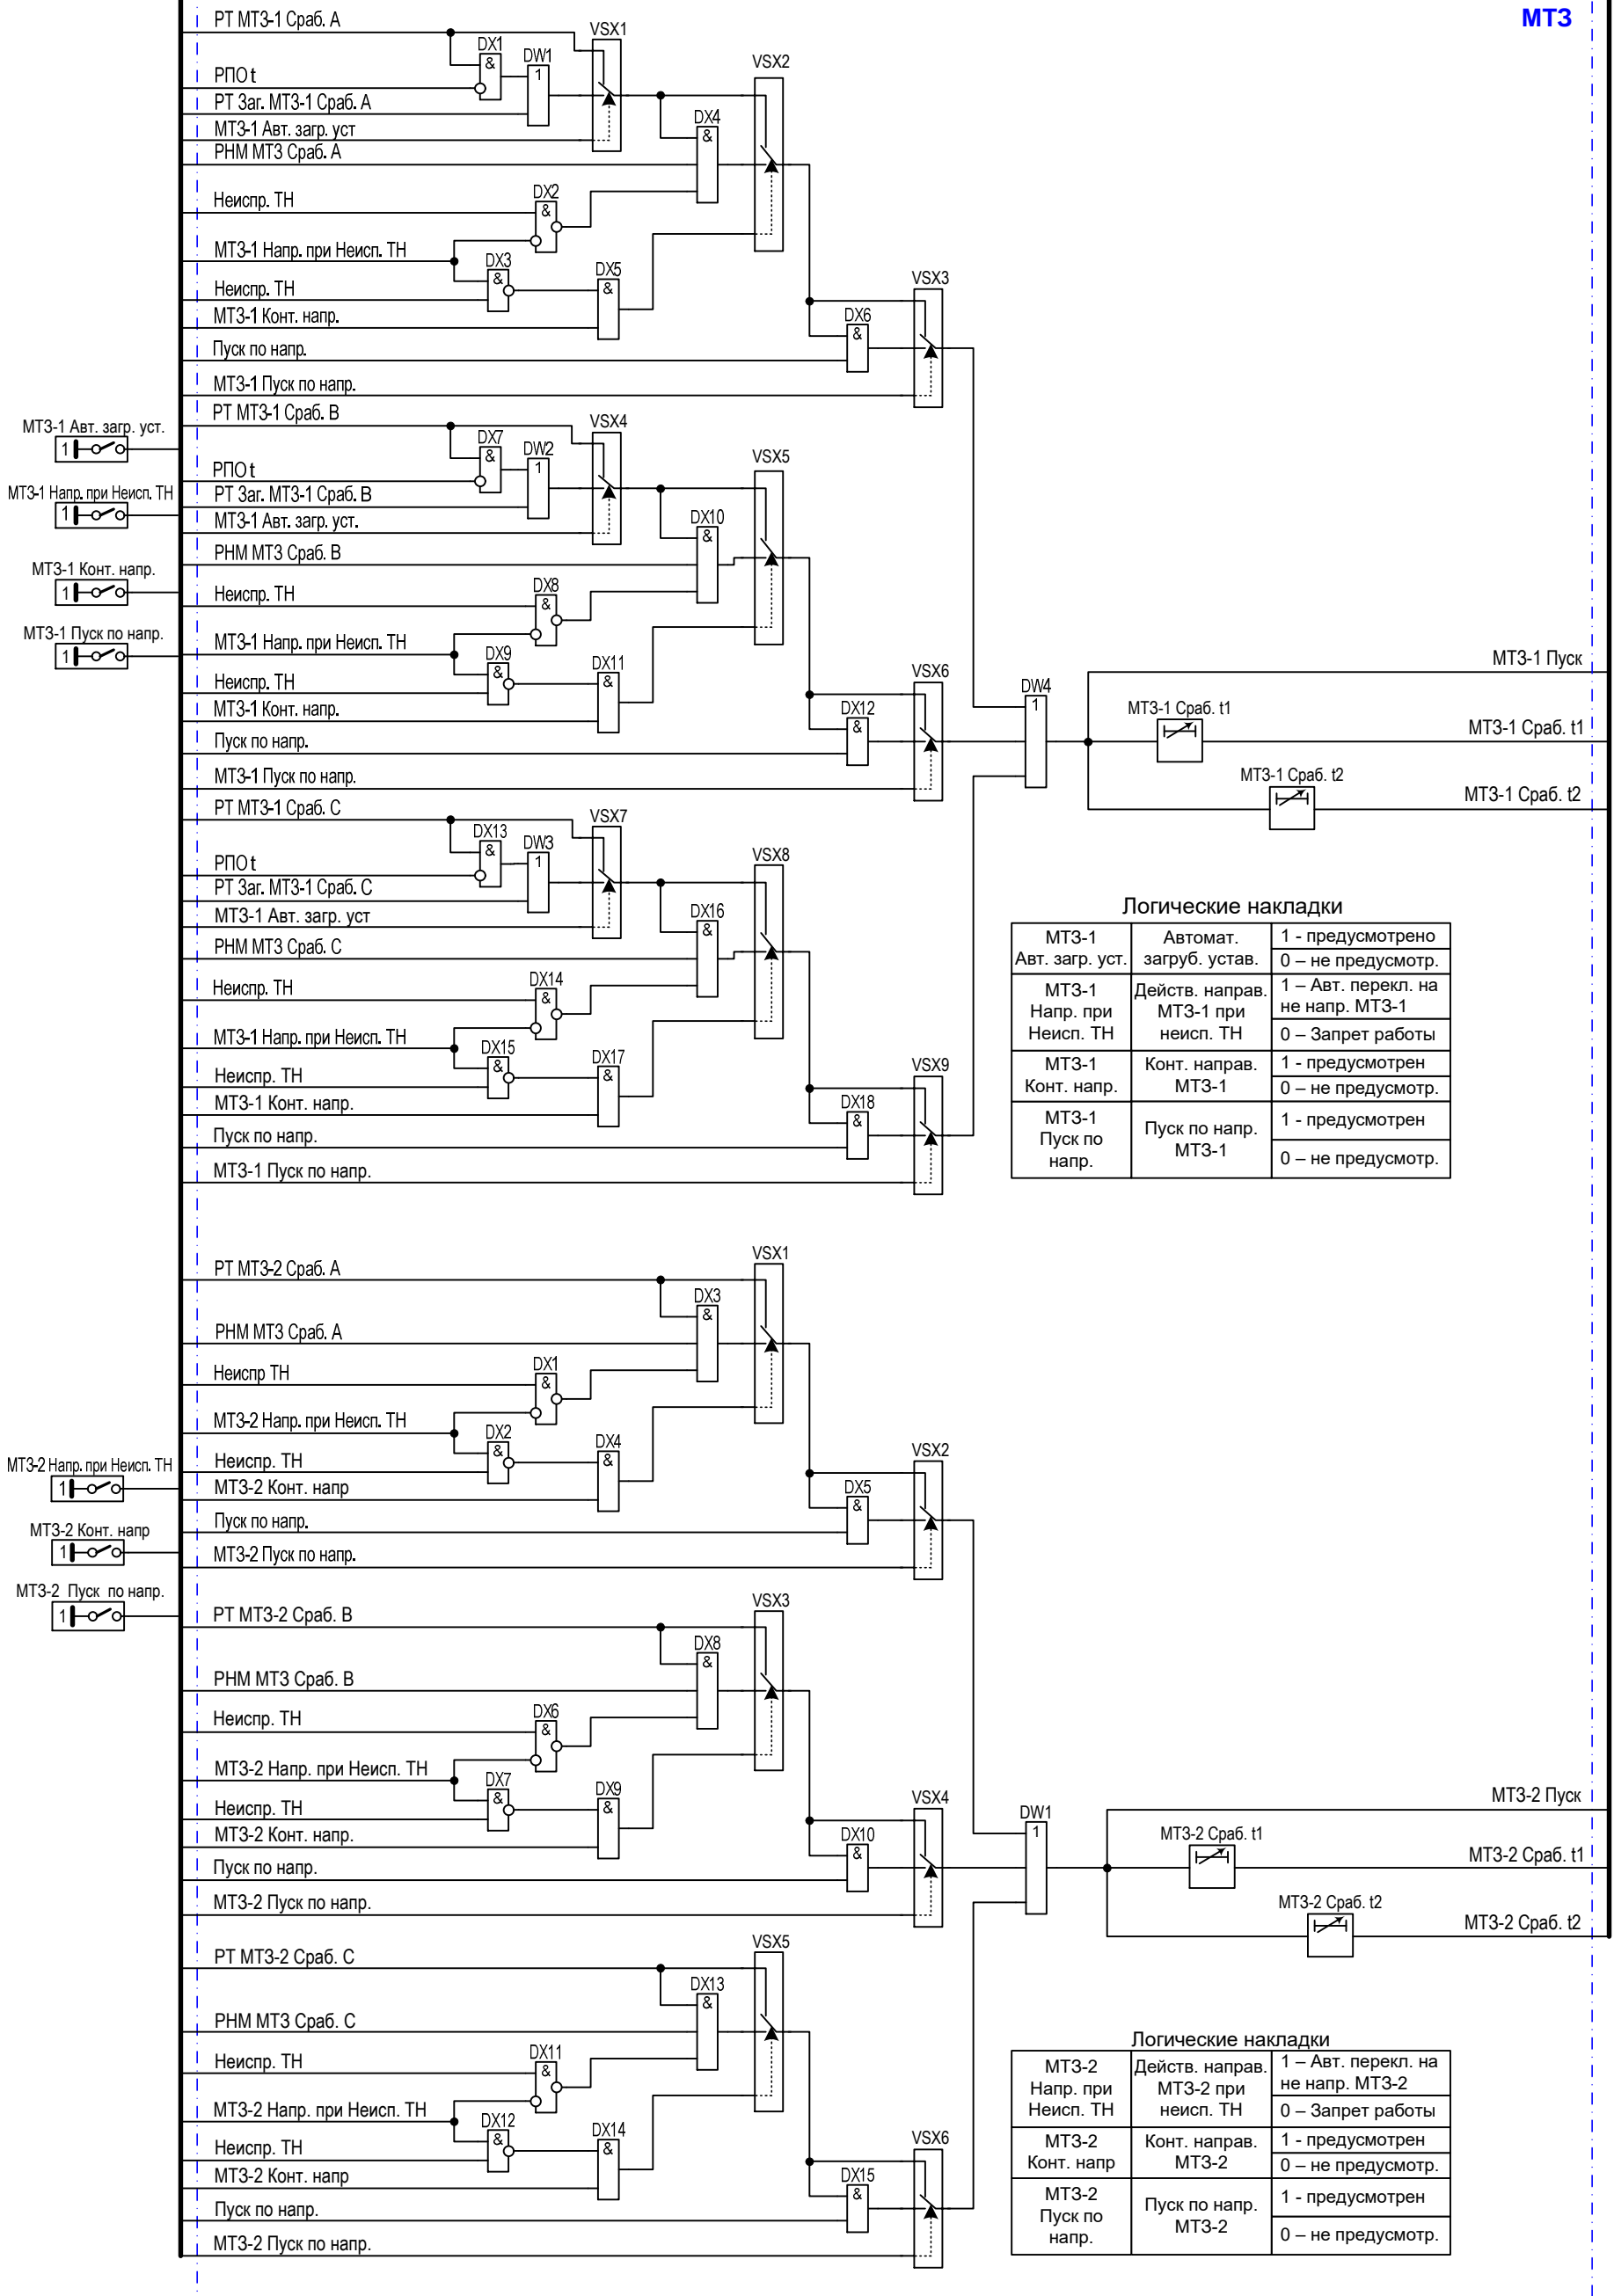 МТЗ
РТ МТЗ-1 Сраб. А
VSX1
DX1
&
DW1
1
VSX2
РПО t
РТ Заг. МТЗ-1 Сраб. А
DX4
&
МТЗ-1 Авт. загр. уст
РНМ МТЗ Сраб. А
Неиспр. ТН
DX2
&
МТЗ-1 Напр. при Неисп. ТН
DX3
&
DX5
&
VSX3
Неиспр. ТН
МТЗ-1 Конт. напр.
DX6
&
Пуск по напр.
МТЗ-1 Пуск по напр.
МТЗ-1 Авт. загр. уст.
1
МТЗ-1 Напр. при Неисп. ТН
1
МТЗ-1 Конт. напр.
1
МТЗ-1 Пуск по напр.
1
РТ МТЗ-1 Сраб. В
VSX4
DX7
&
DW2
1
VSX5
РПО t
РТ Заг. МТЗ-1 Сраб. В
МТЗ-1 Авт. загр. уст.
DX10
&
РНМ МТЗ Сраб. В
Неиспр. ТН
DX8
&
МТЗ-1 Напр. при Неисп. ТН
DX9
&
DX11
&
VSX6
Неиспр. ТН
МТЗ-1 Конт. напр.
DX12
&
Пуск по напр.
МТЗ-1 Пуск по напр.
DW4
1
МТЗ-1 Пуск
МТЗ-1 Сраб. t1
МТЗ-1 Сраб. t1
МТЗ-1 Сраб. t2
МТЗ-1 Сраб. t2
РТ МТЗ-1 Сраб. С
VSX7
DX13
&
DW3
1
VSX8
РПО t
РТ Заг. МТЗ-1 Сраб. С
МТЗ-1 Авт. загр. уст
DX16
&
РНМ МТЗ Сраб. С
Неиспр. ТН
DX14
&
МТЗ-1 Напр. при Неисп. ТН
DX15
&
DX17
&
VSX9
Неиспр. ТН
МТЗ-1 Конт. напр.
DX18
&
Пуск по напр.
МТЗ-1 Пуск по напр.
Логические накладки
МТЗ-1
Авт. загр. уст.
Автомат.
загруб. устав.
1 - предусмотрено
0 – не предусмотр.
МТЗ-1
Напр. при
Неисп. ТН
Действ. направ.
МТЗ-1 при
неисп. ТН
1 – Авт. перекл. на
не напр. МТЗ-1
0 – Запрет работы
МТЗ-1
Конт. напр.
Конт. направ.
МТЗ-1
1 - предусмотрен
0 – не предусмотр.
МТЗ-1
Пуск по
напр.
Пуск по напр.
МТЗ-1
1 - предусмотрен
0 – не предусмотр.
РТ МТЗ-2 Сраб. А
VSX1
DX3
&
РНМ МТЗ Сраб. А
Неиспр ТН
DX1
&
МТЗ-2 Напр. при Неисп. ТН
DX2
&
DX4
&
VSX2
Неиспр. ТН
МТЗ-2 Конт. напр
DX5
&
Пуск по напр.
МТЗ-2 Пуск по напр.
МТЗ-2 Напр. при Неисп. ТН
1
МТЗ-2 Конт. напр
1
МТЗ-2 Пуск по напр.
1
РТ МТЗ-2 Сраб. В
VSX3
DX8
&
РНМ МТЗ Сраб. В
Неиспр. ТН
DX6
&
МТЗ-2 Напр. при Неисп. ТН
DX7
&
DX9
&
VSX4
Неиспр. ТН
МТЗ-2 Конт. напр.
DX10
&
Пуск по напр.
МТЗ-2 Пуск по напр.
DW1
1
МТЗ-2 Пуск
МТЗ-2 Сраб. t1
МТЗ-2 Сраб. t1
МТЗ-2 Сраб. t2
МТЗ-2 Сраб. t2
РТ МТЗ-2 Сраб. С
VSX5
DX13
&
РНМ МТЗ Сраб. С
Неиспр. ТН
DX11
&
МТЗ-2 Напр. при Неисп. ТН
DX12
&
DX14
&
VSX6
Неиспр. ТН
МТЗ-2 Конт. напр
DX15
&
Пуск по напр.
МТЗ-2 Пуск по напр.
Логические накладки
МТЗ-2
Напр. при
Неисп. ТН
Действ. направ.
МТЗ-2 при
неисп. ТН
1 – Авт. перекл. на
не напр. МТЗ-2
0 – Запрет работы
МТЗ-2
Конт. напр
Конт. направ.
МТЗ-2
1 - предусмотрен
0 – не предусмотр.
МТЗ-2
Пуск по
напр.
Пуск по напр.
МТЗ-2
1 - предусмотрен
0 – не предусмотр.